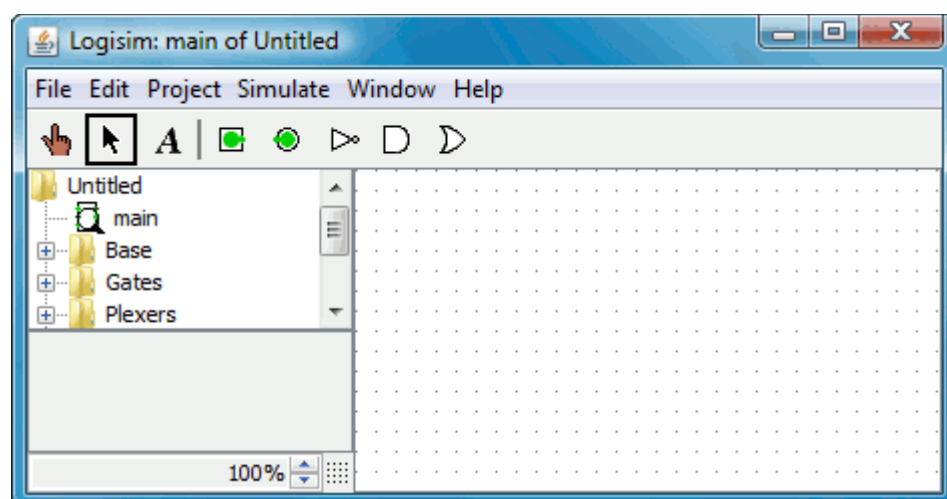 Logisim: main of Untitled
File Edit Project Simulate Window Help
A
Untitled
main
Base
Gates
Plexers
100%